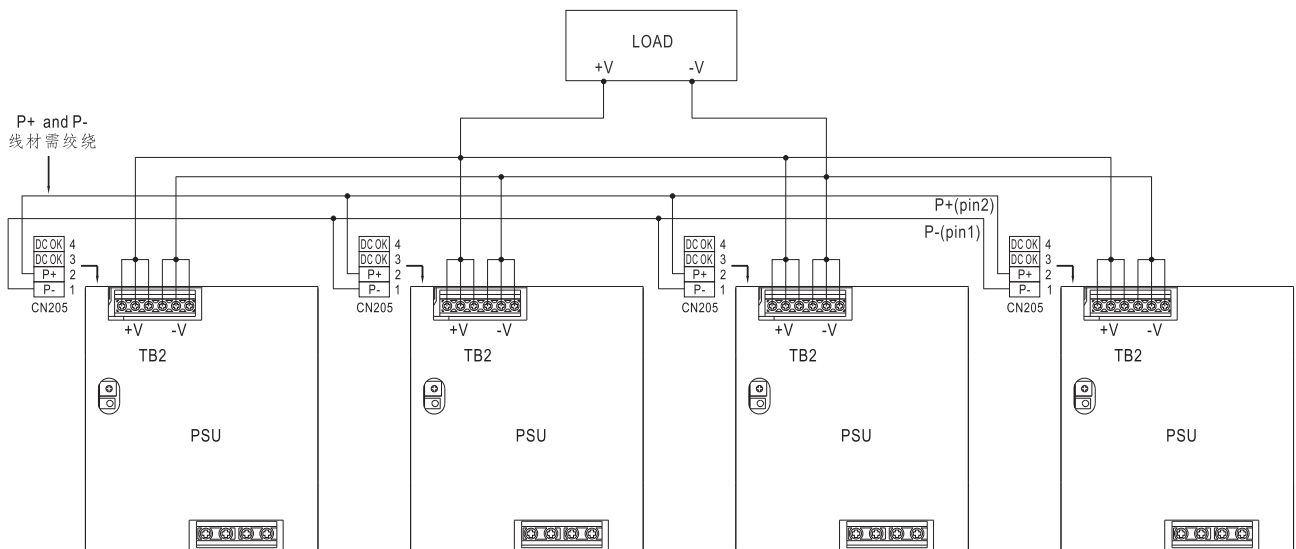 LOAD
+V -V
P+ and P-
线材需绞绕
P+(pin2)
P-(pin1)
DC OK 4
DC OK 3
P+ 2
P- 1
CN205
DC OK 4
DC OK 3
P+ 2
P- 1
CN205
DC OK 4
DC OK 3
P+ 2
P- 1
CN205
DC OK 4
DC OK 3
P+ 2
P- 1
CN205
+V -V
TB2
PSU
+V -V
TB2
PSU
+V -V
TB2
PSU
+V -V
TB2
PSU